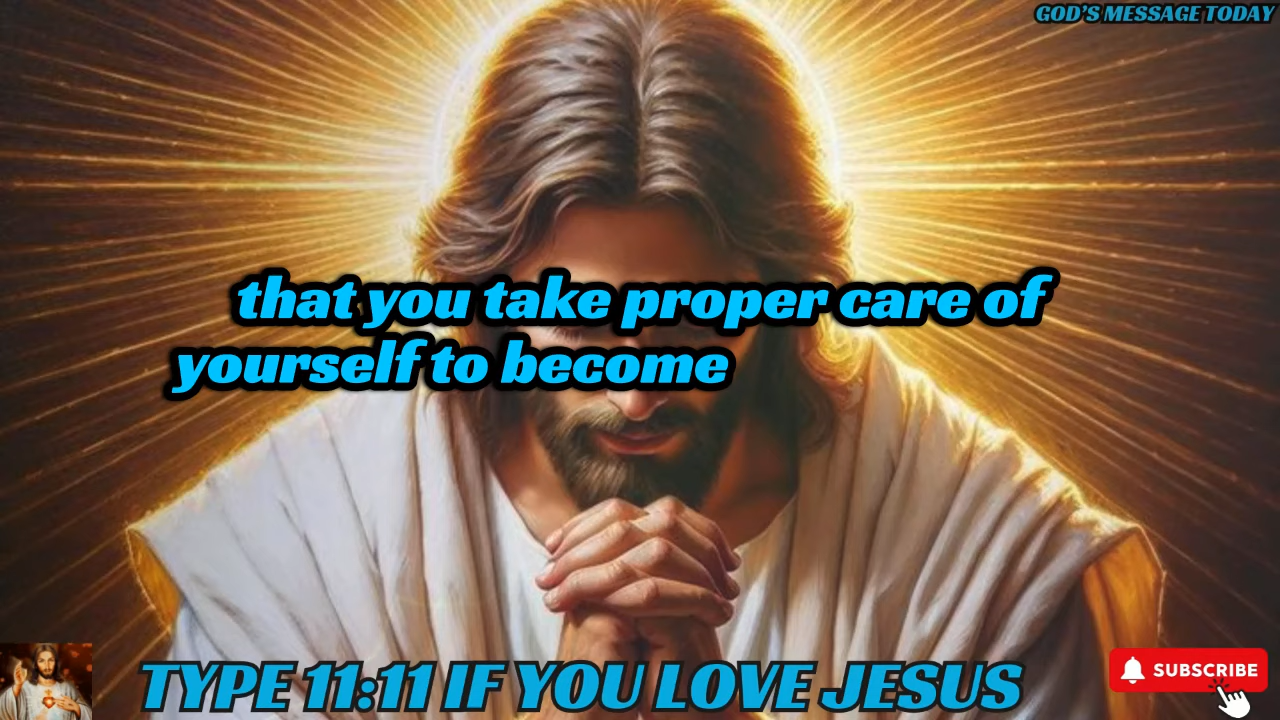 GOD'S MESSAGE TODAY
that you take proper care of
yourself to become
TYPE 11:11 IF YOU LOVE JESUS
SUBSCRIBE